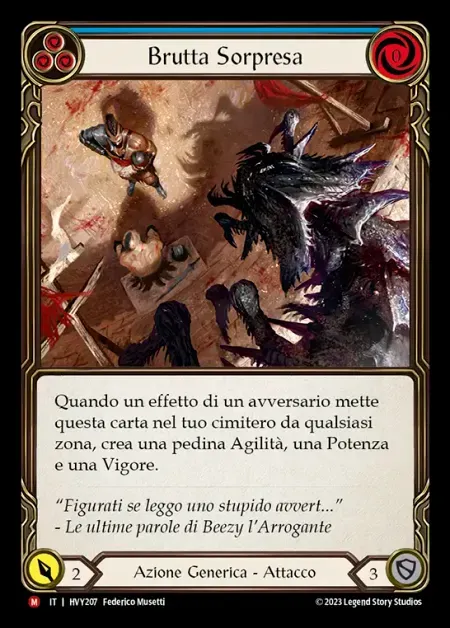 Brutta Sorpresa
0
Quando un effetto di un avversario mette
questa carta nel tuo cimitero da qualsiasi
zona, crea una pedina Agilità, una Potenza
e una Vigore.
“Figurati se leggo uno stupido avvert...”
- Le ultime parole di Beezy l’Arrogante
2
Azione Generica - Attacco
3
M IT | HVY207 Federico Musetti
© 2023 Legend Story Studios